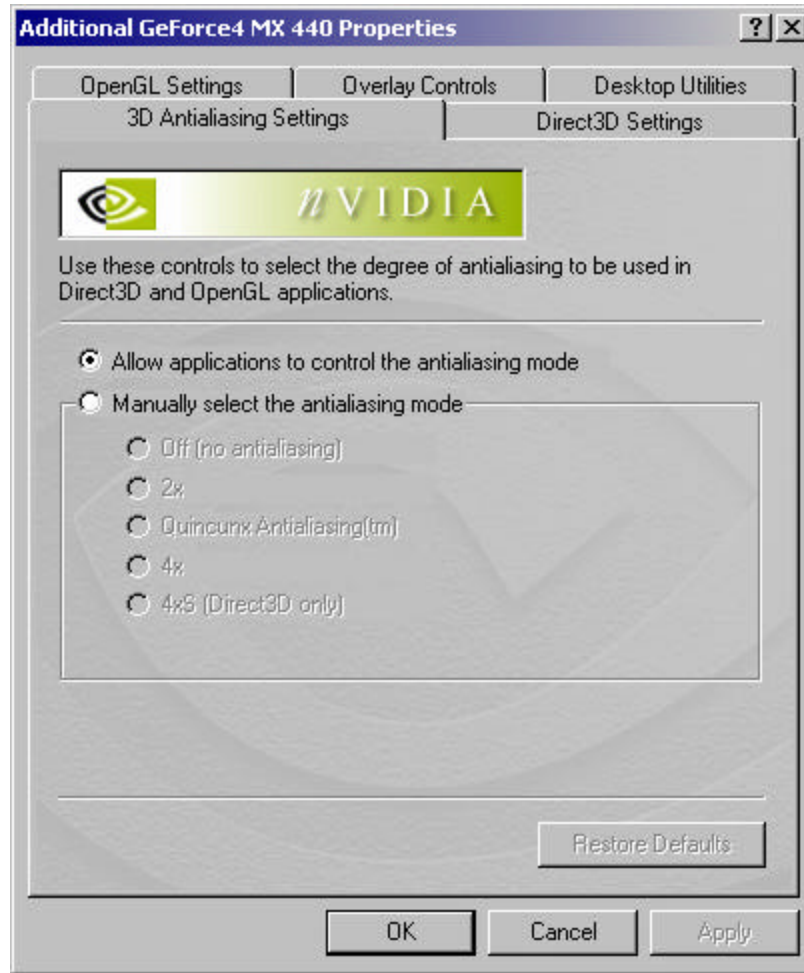 Additional GeForce4 MX 440 Properties
OpenGL Settings
Overlay Controls
Desktop Utilities
3D Antialiasing Settings
Direct3D Settings
nVIDIA
Use these controls to select the degree of antialiasing to be used in
Direct3D and OpenGL applications.
Allow applications to control the antialiasing mode
Manually select the antialiasing mode
Off (no antialiasing)
2x
Quincunx Antialiasing(tm)
4x
4xS (Direct3D only)
Restore Defaults
OK
Cancel
Apply